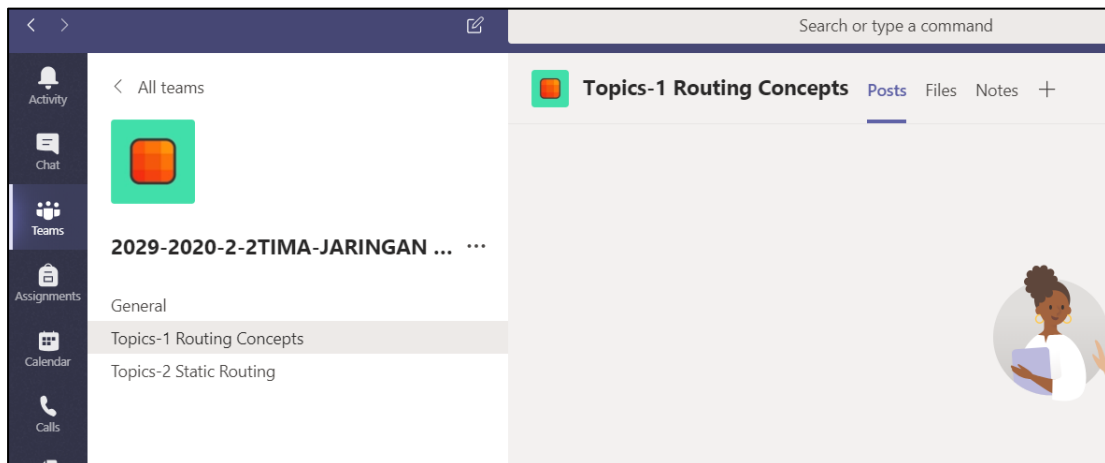 Search or type a command
Activity
Chat
Teams
Assignments
Calendar
Calls
All teams
2029-2020-2-2TIMA-JARINGAN ...
General
Topics-1 Routing Concepts
Topics-2 Static Routing
Topics-1 Routing Concepts Posts Files Notes